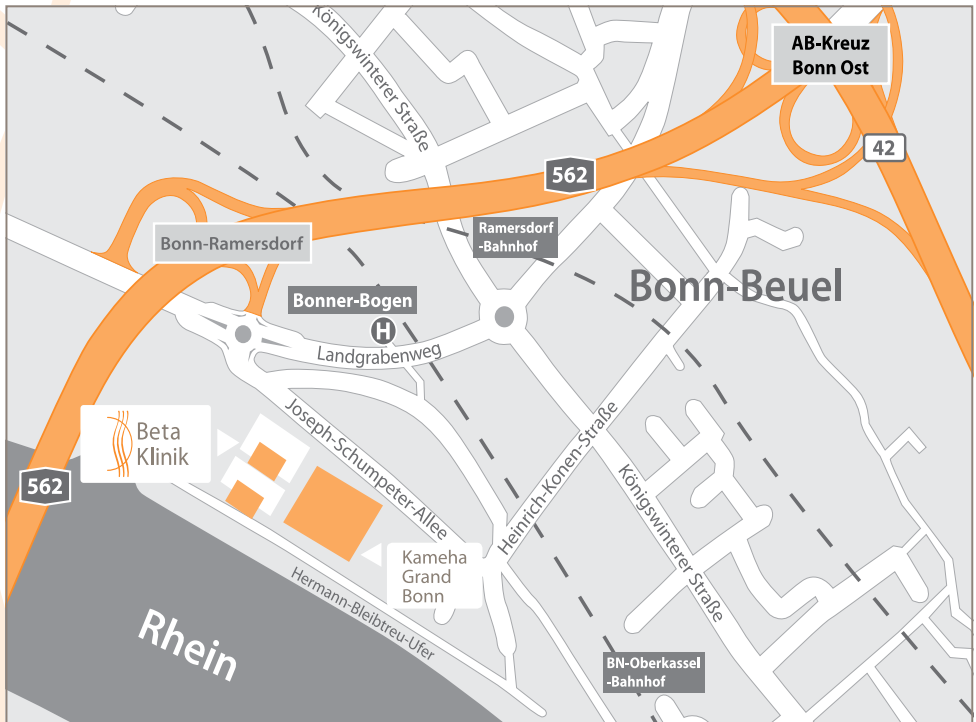 Königswinterer Straße
AB-Kreuz
Bonn Ost
42
562
Ramersdorf
-Bahnhof
Bonn-Ramersdorf
Bonn-Beuel
Bonner-Bogen
H
Landgrabenweg
Joseph-Schumpeter-Allee
Beta
Klinik
562
Heinrich-Konen-Straße
Königswinterer Straße
Kameha
Grand
Bonn
Hermann-Bleibtreu-Ufer
Rhein
BN-Oberkassel
-Bahnhof